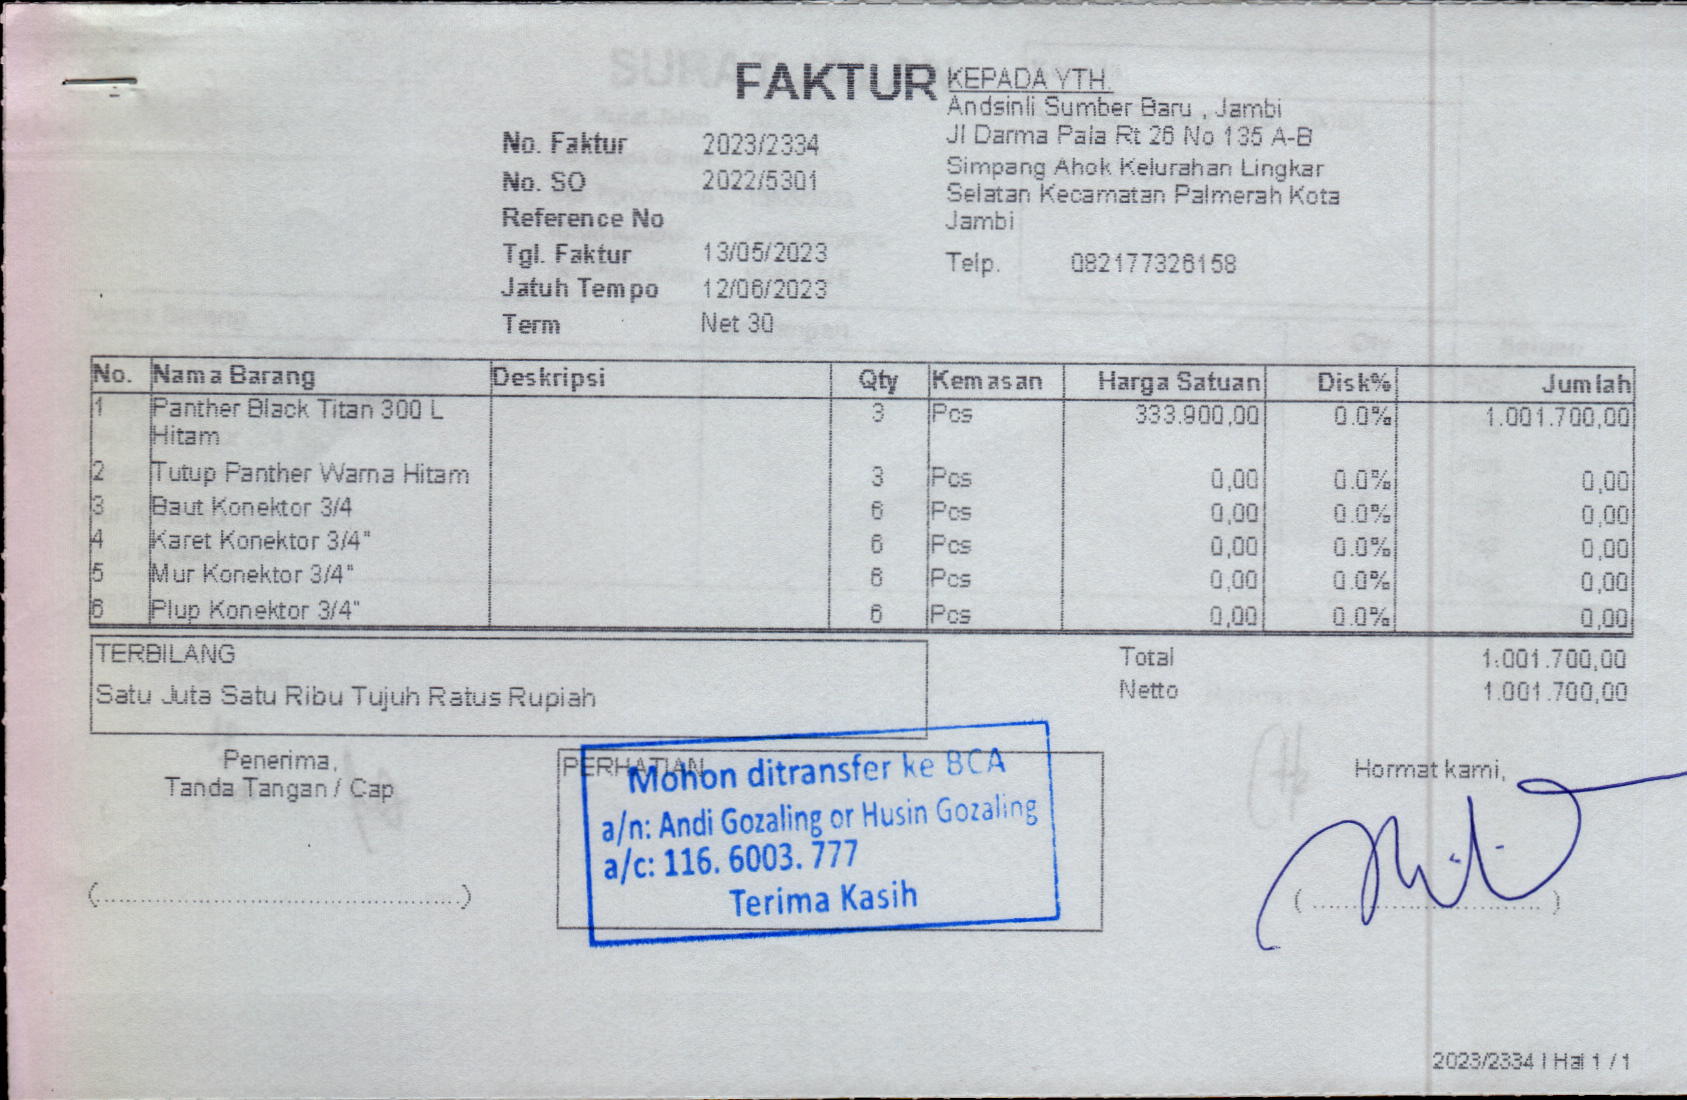 FAKTUR
No. Faktur 2023/2334
No. SO 2022/5301
Reference No
Tgl. Faktur 13/05/2023
Jatuh Tempo 12/06/2023
Term Net 30
KEPADA YTH.
Andsinli Sumber Baru , Jambi
Jl Darma Pala Rt 26 No 135 A-B
Simpang Ahok Kelurahan Lingkar
Selatan Kecamatan Palmerah Kota
Jambi
Telp. 082177326158
No. Nama Barang Deskripsi Qty Kemasan Harga Satuan Disk% Jumlah
1 Panther Black Titan 300 L 3 Pcs 333.900,00 0.0% 1.001.700,00
Hitam
2 Tutup Panther Warna Hitam 3 Pcs 0,00 0.0% 0,00
3 Baut Konektor 3/4 6 Pcs 0,00 0.0% 0,00
4 Karet Konektor 3/4" 6 Pcs 0,00 0.0% 0,00
5 Mur Konektor 3/4" 6 Pcs 0,00 0.0% 0,00
6 Plup Konektor 3/4" 6 Pcs 0,00 0.0% 0,00
TERBILANG
Satu Juta Satu Ribu Tujuh Ratus Rupiah
Total 1.001.700,00
Netto 1.001.700,00
Penerima,
Tanda Tangan / Cap
(..............................................)
PERHATIAN
Mohon ditransfer ke BCA
a/n: Andi Gozaling or Husin Gozaling
a/c: 116. 6003. 777
Terima Kasih
Hormat kami,
(..............................)
2023/2334 | Hal 1 / 1